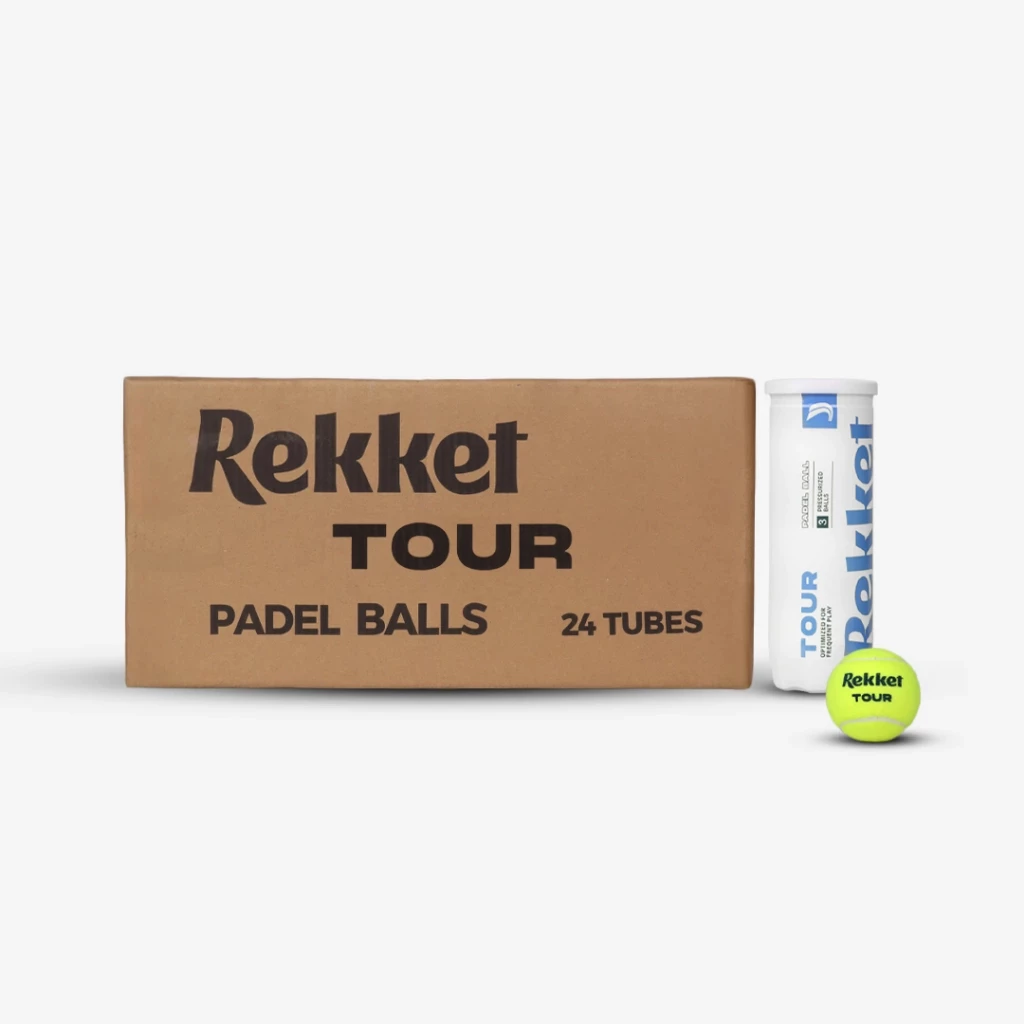 Rekket
TOUR
PADEL BALLS
24 TUBES
Rekket
TOUR
OPTIMIZED FOR
FREQUENT PLAY
PADEL BALL
3
PRESSURIZED
BALLS
Rekket
TOUR